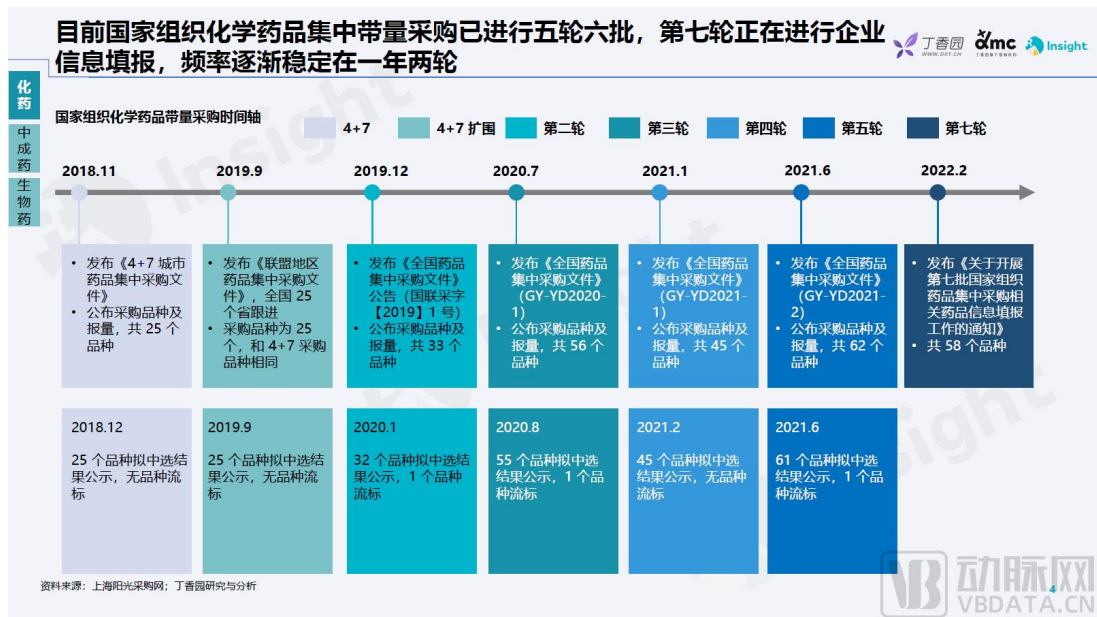 目前国家组织化学药品集中带量采购已进行五轮六批，第七轮正在进行企业
信息填报，频率逐渐稳定在一年两轮
丁香园
WWW.DXY.CN
dmc
Insight
化
药
中
成
药
生
物
药
国家组织化学药品带量采购时间轴
4+7
4+7 扩围
第二轮
第三轮
第四轮
第五轮
第七轮
2018.11
2019.9
2019.12
2020.7
2021.1
2021.6
2022.2
• 发布《4+7 城市
药品集中采购文
件》
• 公布采购品种及
报量，共 25 个
品种
• 发布《联盟地区
药品集中采购文
件》，全国 25
个省跟进
• 采购品种为 25
个，和 4+7 采购
品种相同
• 发布《全国药品
集中采购文件》
公告（国联采字
【2019】1 号)
• 公布采购品种及
报量，共 33 个
品种
• 发布《全国药品
集中采购文件》
（GY-YD2020-
1)
• 公布采购品种及
报量，共 56 个
品种
• 发布《全国药品
集中采购文件》
（GY-YD2021-
1)
• 公布采购品种及
报量，共 45 个
品种
• 发布《全国药品
集中采购文件》
（GY-YD2021-
2)
• 公布采购品种及
报量，共 62 个
品种
• 发布《关于开展
第七批国家组织
药品集中采购相
关药品信息填报
工作的通知》
• 共 58 个品种
2018.12
25 个品种拟中选结
果公示，无品种流
标
2019.9
25 个品种拟中选结
果公示，无品种流
标
2020.1
32 个品种拟中选结
果公示，1 个品种
流标
2020.8
55 个品种拟中选
结果公示，1 个品
种流标
2021.2
45 个品种拟中选
结果公示，无品种
流标
2021.6
61 个品种拟中选
结果公示，1 个品
种流标
资料来源：上海阳光采购网；丁香园研究与分析
4
动脉网
VBDATA.CN
Insight
Insight